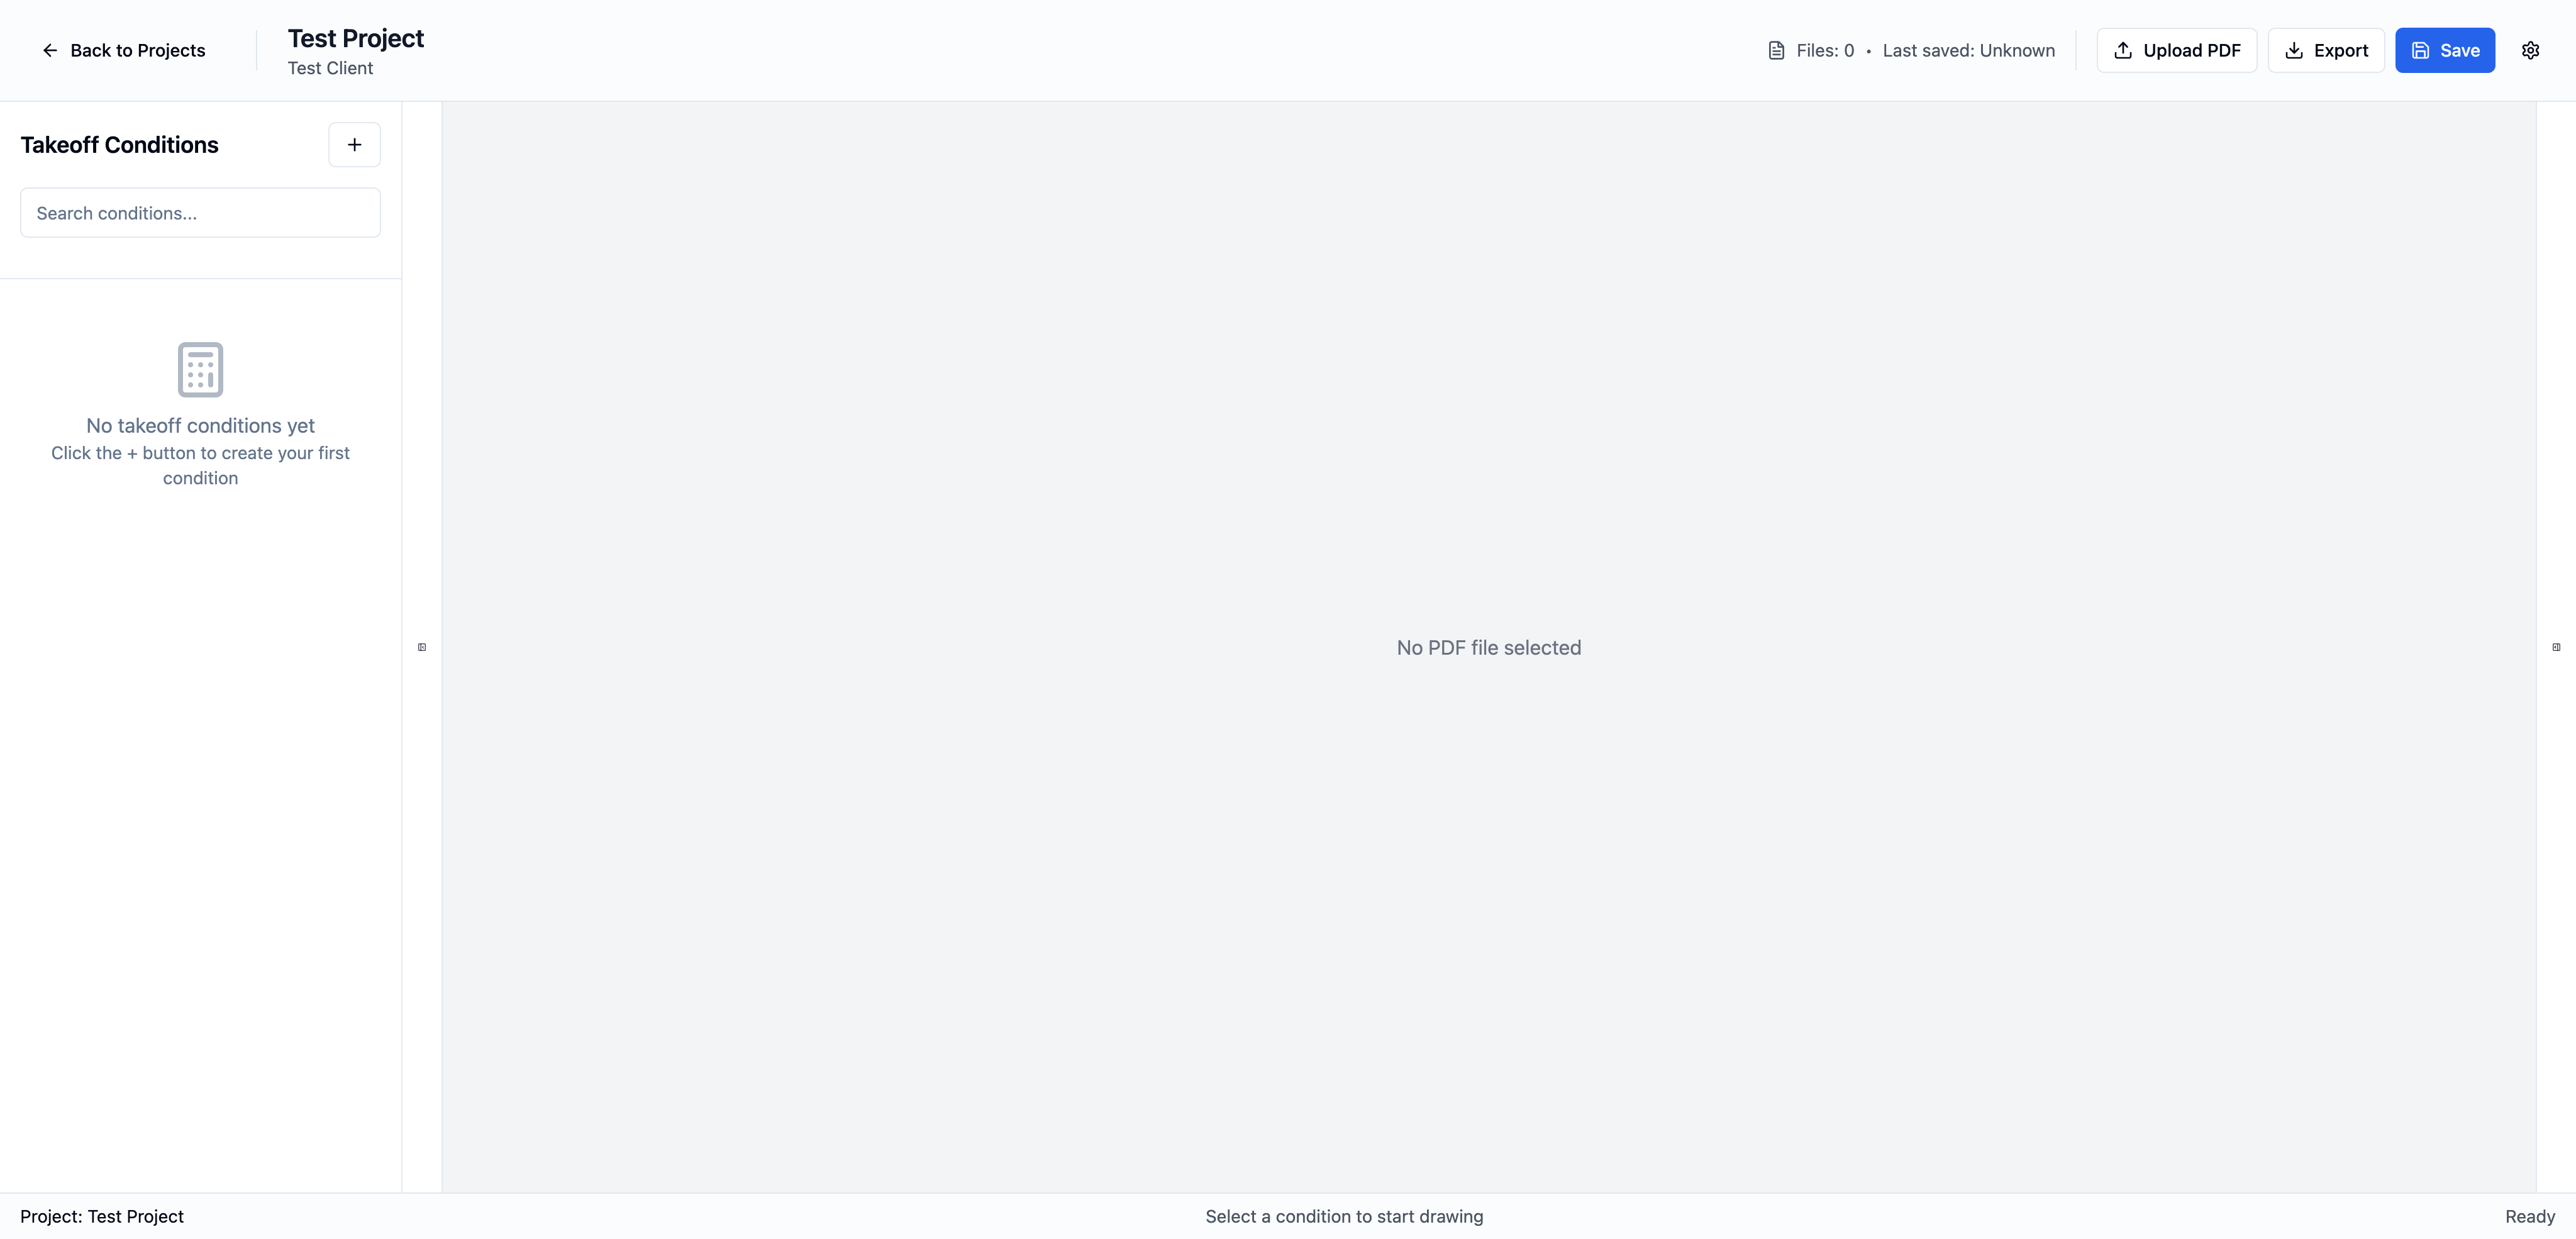 Back to Projects
Test Project
Test Client
Files: 0 • Last saved: Unknown
Upload PDF
Export
Save
Takeoff Conditions
+
Search conditions...
No takeoff conditions yet
Click the + button to create your first
condition
No PDF file selected
Project: Test Project
Select a condition to start drawing
Ready